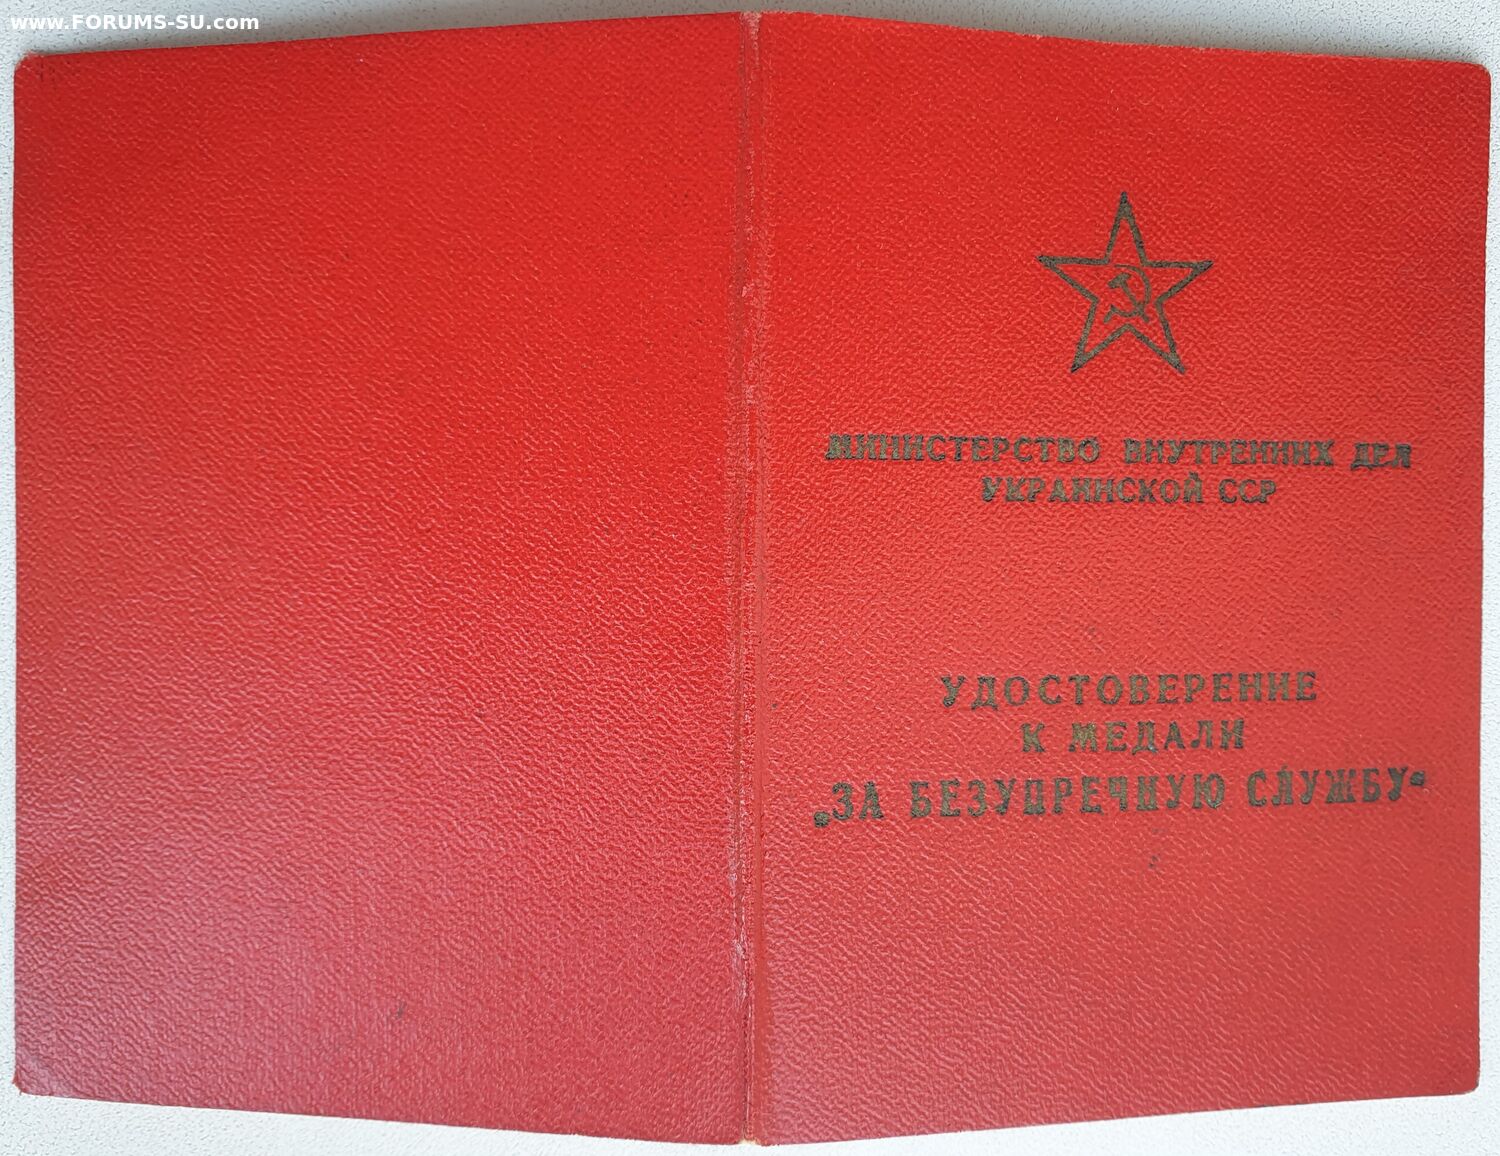 www.FORUMS-SU.com
МИНИСТЕРСТВО ВНУТРЕННИХ ДЕЛ
УКРАИНСКОЙ ССР
УДОСТОВЕРЕНИЕ
К МЕДАЛИ
„ЗА БЕЗУПРЕЧНУЮ СЛУЖБУ“